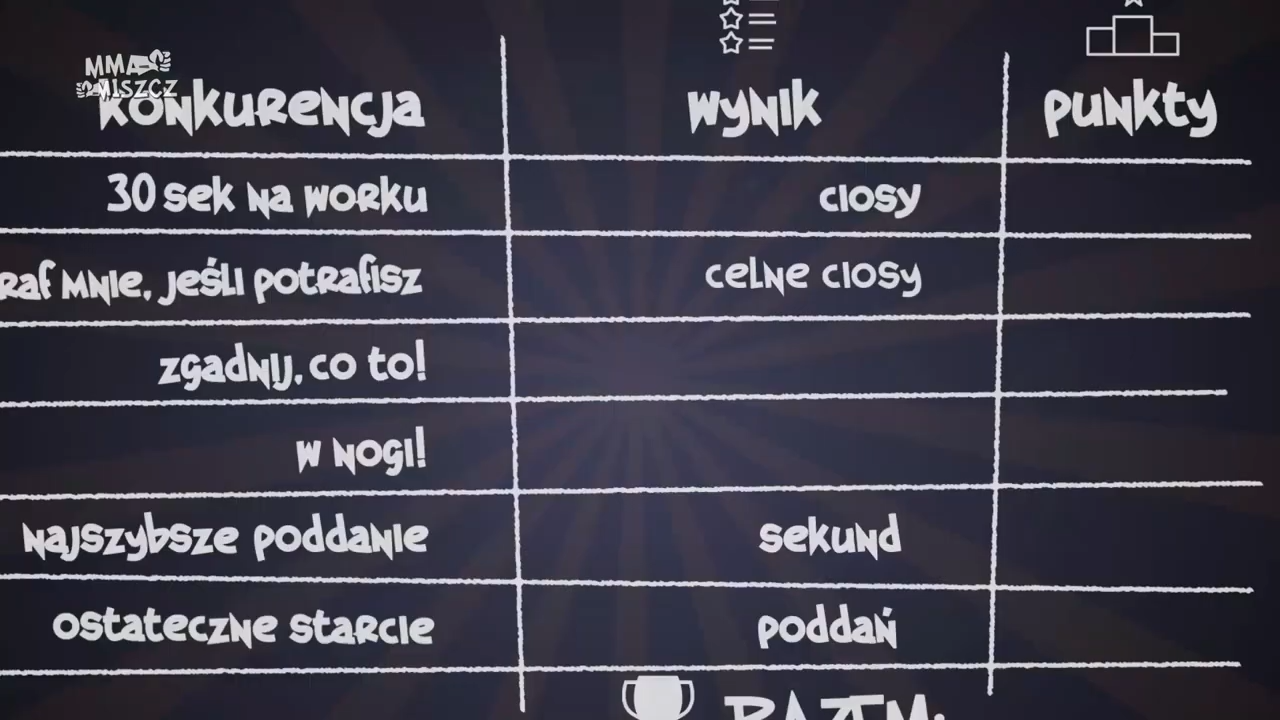 MMA
MISZCZ
KONKURENCJA WYNIK PUNKTY
30 sek na worku ciosy
raf mnie, jeśli potrafisz celne ciosy
zgadnij, co to!
w nogi!
najszybsze poddanie sekund
ostateczne starcie poddań
RAZEM: